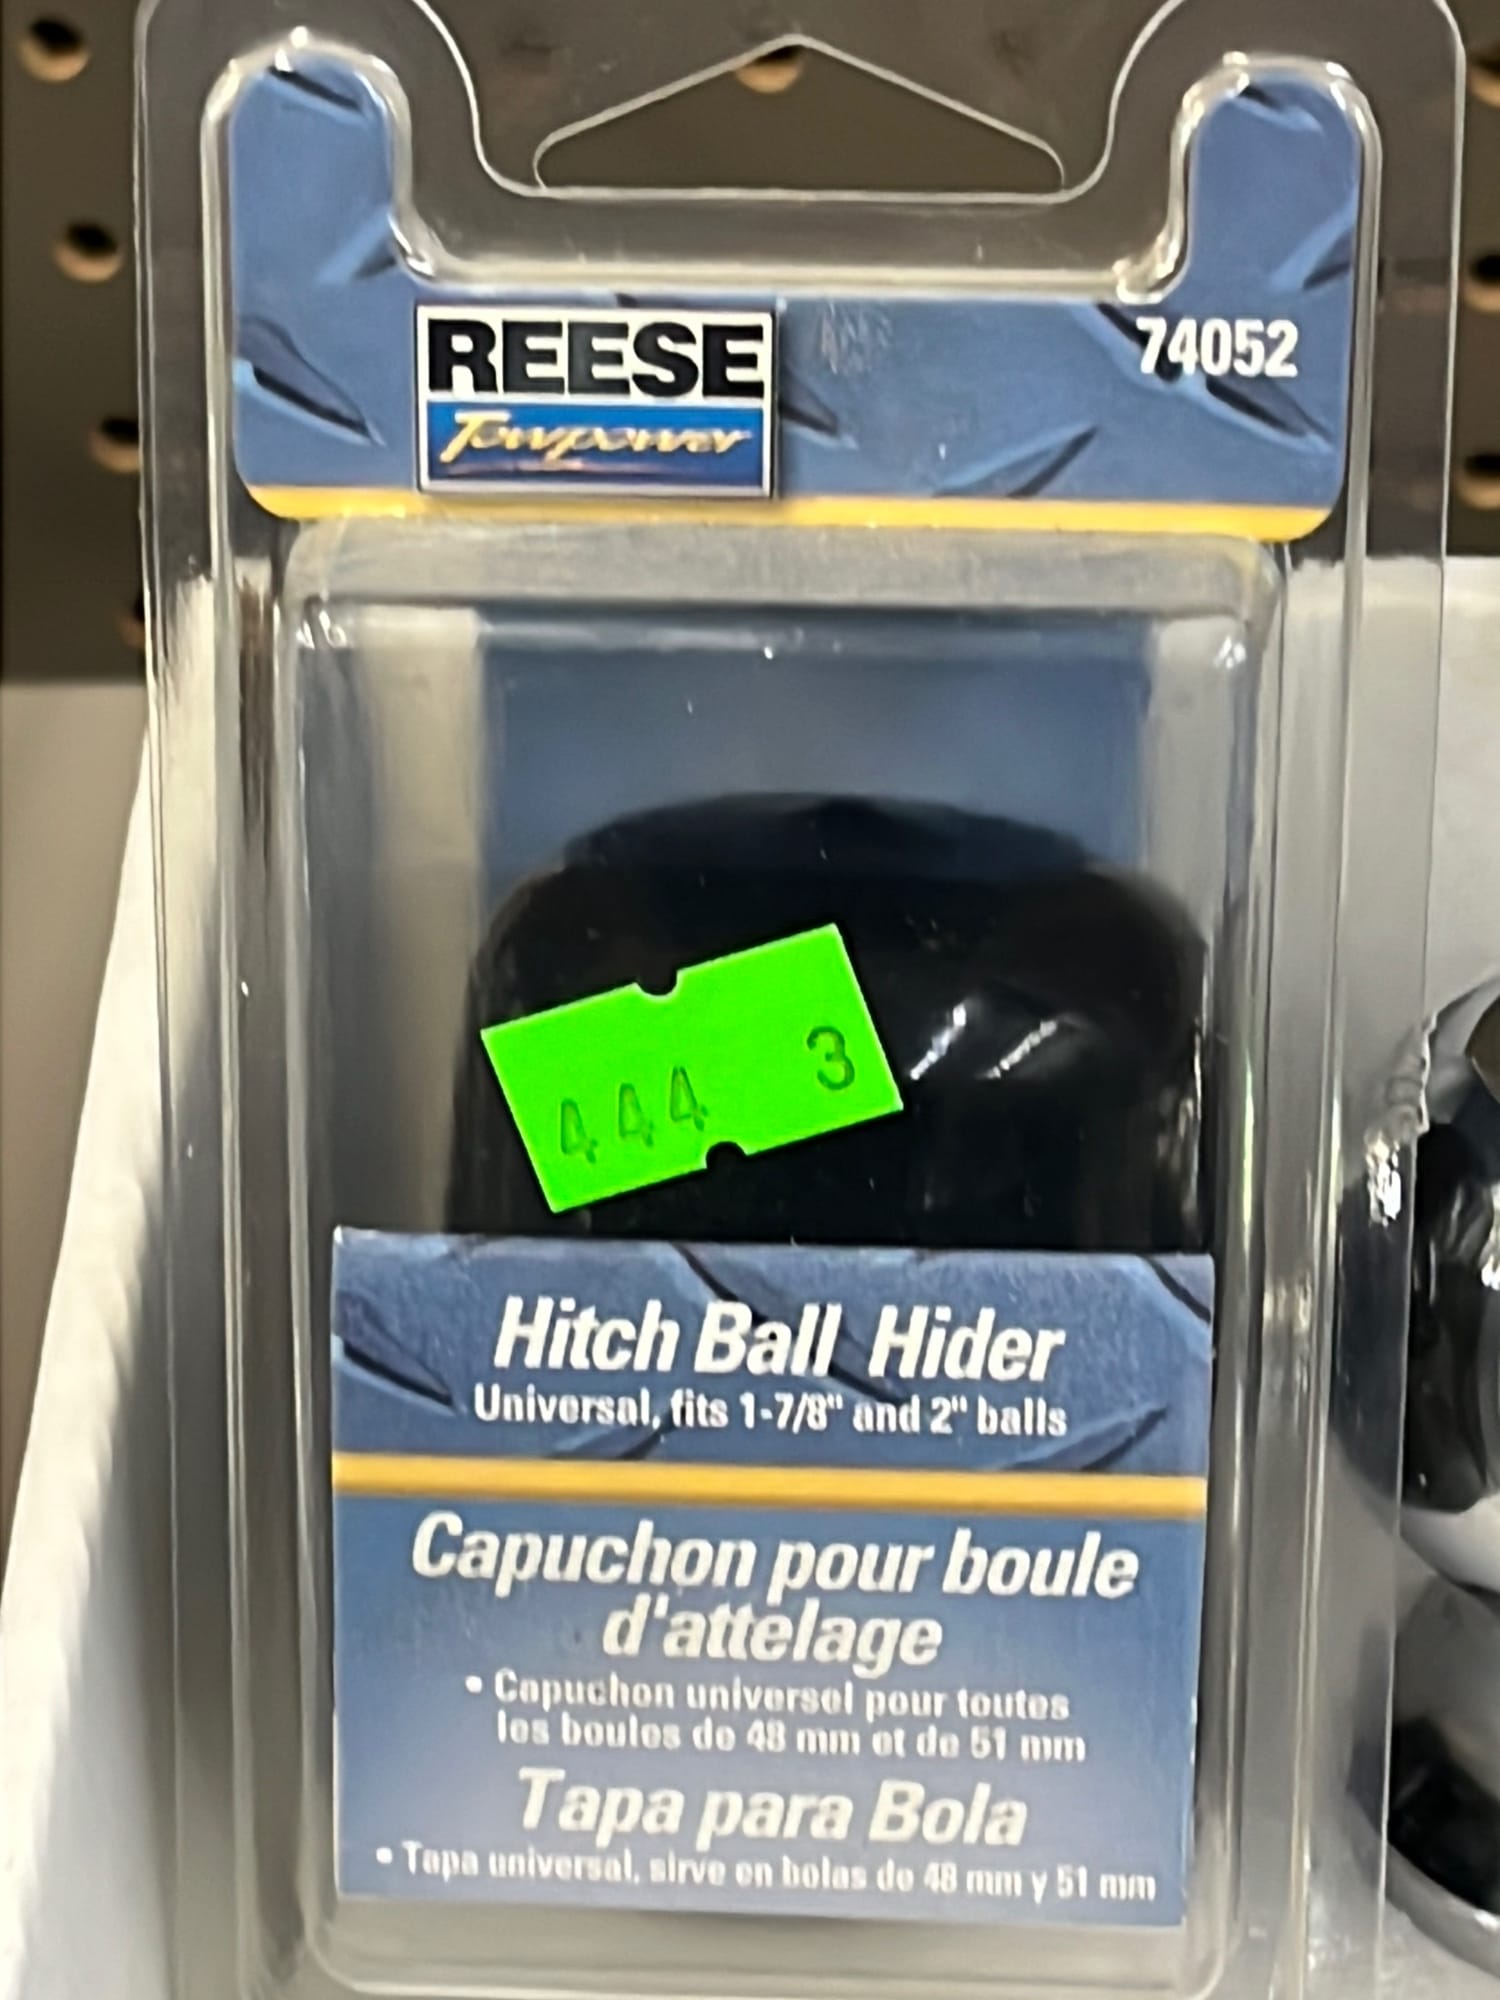 REESE
Towpower
74052
444 3
Hitch Ball Hider
Universal, fits 1-7/8" and 2" balls
Capuchon pour boule
d'attelage
• Capuchon universel pour toutes
les boules de 48 mm et de 51 mm
Tapa para Bola
• Tapa universal, sirve en bolas de 48 mm y 51 mm